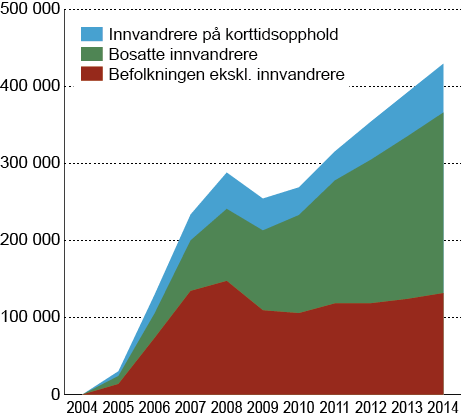 500 000
Innvandrere på korttidsopphold
Bosatte innvandrere
Befolkningen ekskl. innvandrere
400 000
300 000
200 000
100 000
0
2004 2005 2006 2007 2008 2009 2010 2011 2012 2013 2014